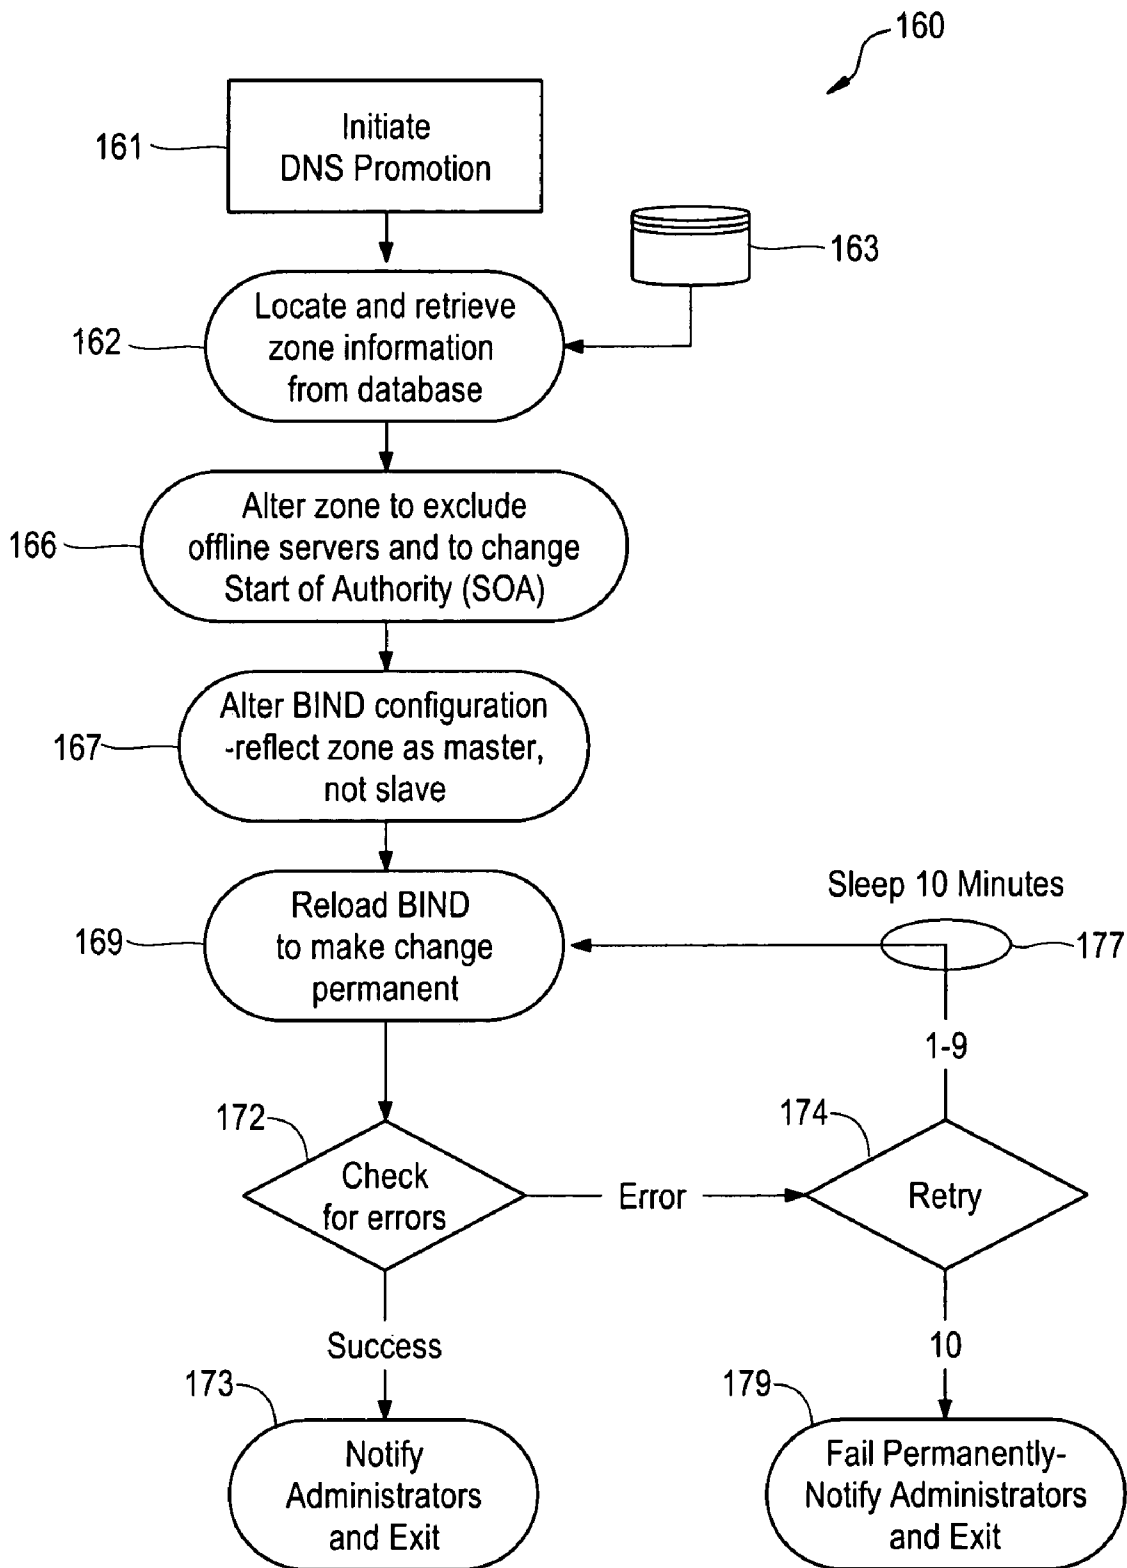 160
161
Initiate
DNS Promotion
163
162
Locate and retrieve
zone information
from database
166
Alter zone to exclude
offline servers and to change
Start of Authority (SOA)
167
Alter BIND configuration
-reflect zone as master,
not slave
169
Reload BIND
to make change
permanent
Sleep 10 Minutes
177
1-9
172
Check
for errors
Error
174
Retry
Success
10
173
Notify
Administrators
and Exit
179
Fail Permanently-
Notify Administrators
and Exit